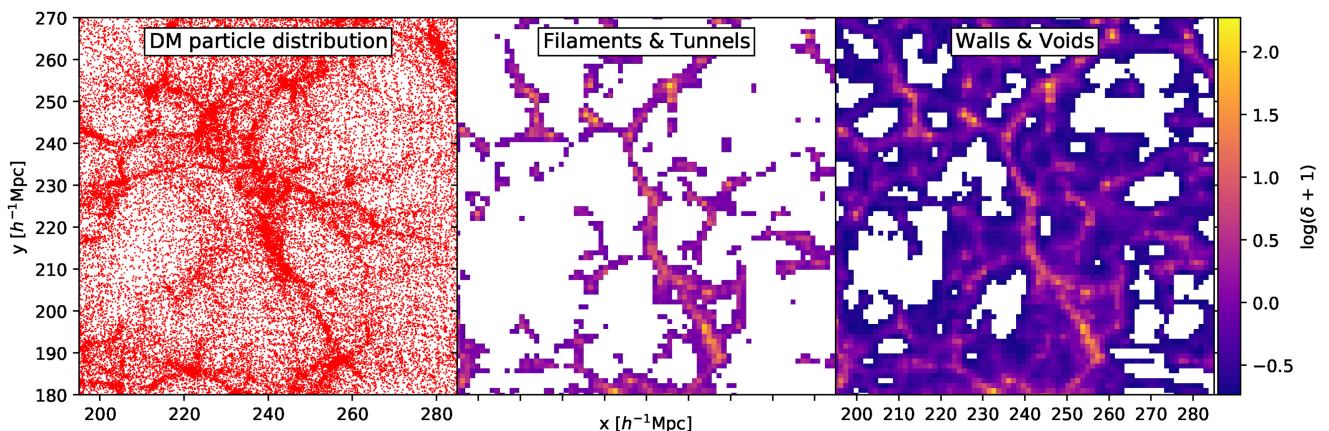 DM particle distribution
Filaments & Tunnels
Walls & Voids
270
260
250
240
230
220
210
200
190
180
y [h⁻¹Mpc]
200 220 240 260 280
x [h⁻¹Mpc]
200 210 220 230 240 250 260 270 280
2.0
1.5
1.0
0.5
0.0
−0.5
log(δ + 1)